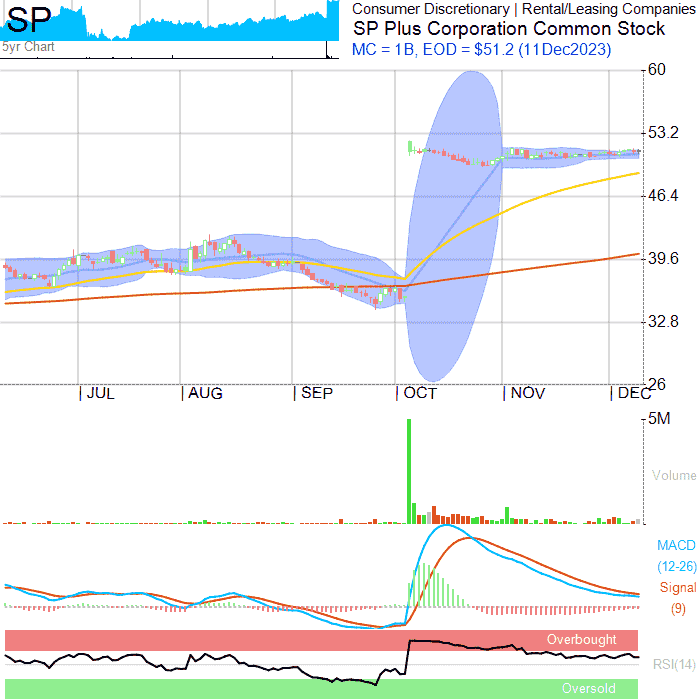 SP
5yr Chart
Consumer Discretionary | Rental/Leasing Companies
SP Plus Corporation Common Stock
MC = 1B, EOD = $51.2 (11Dec2023)
60
53.2
46.4
39.6
32.8
26
JUL AUG SEP OCT NOV DEC
5M
Volume
MACD
(12-26)
Signal
(9)
Overbought
RSI(14)
Oversold